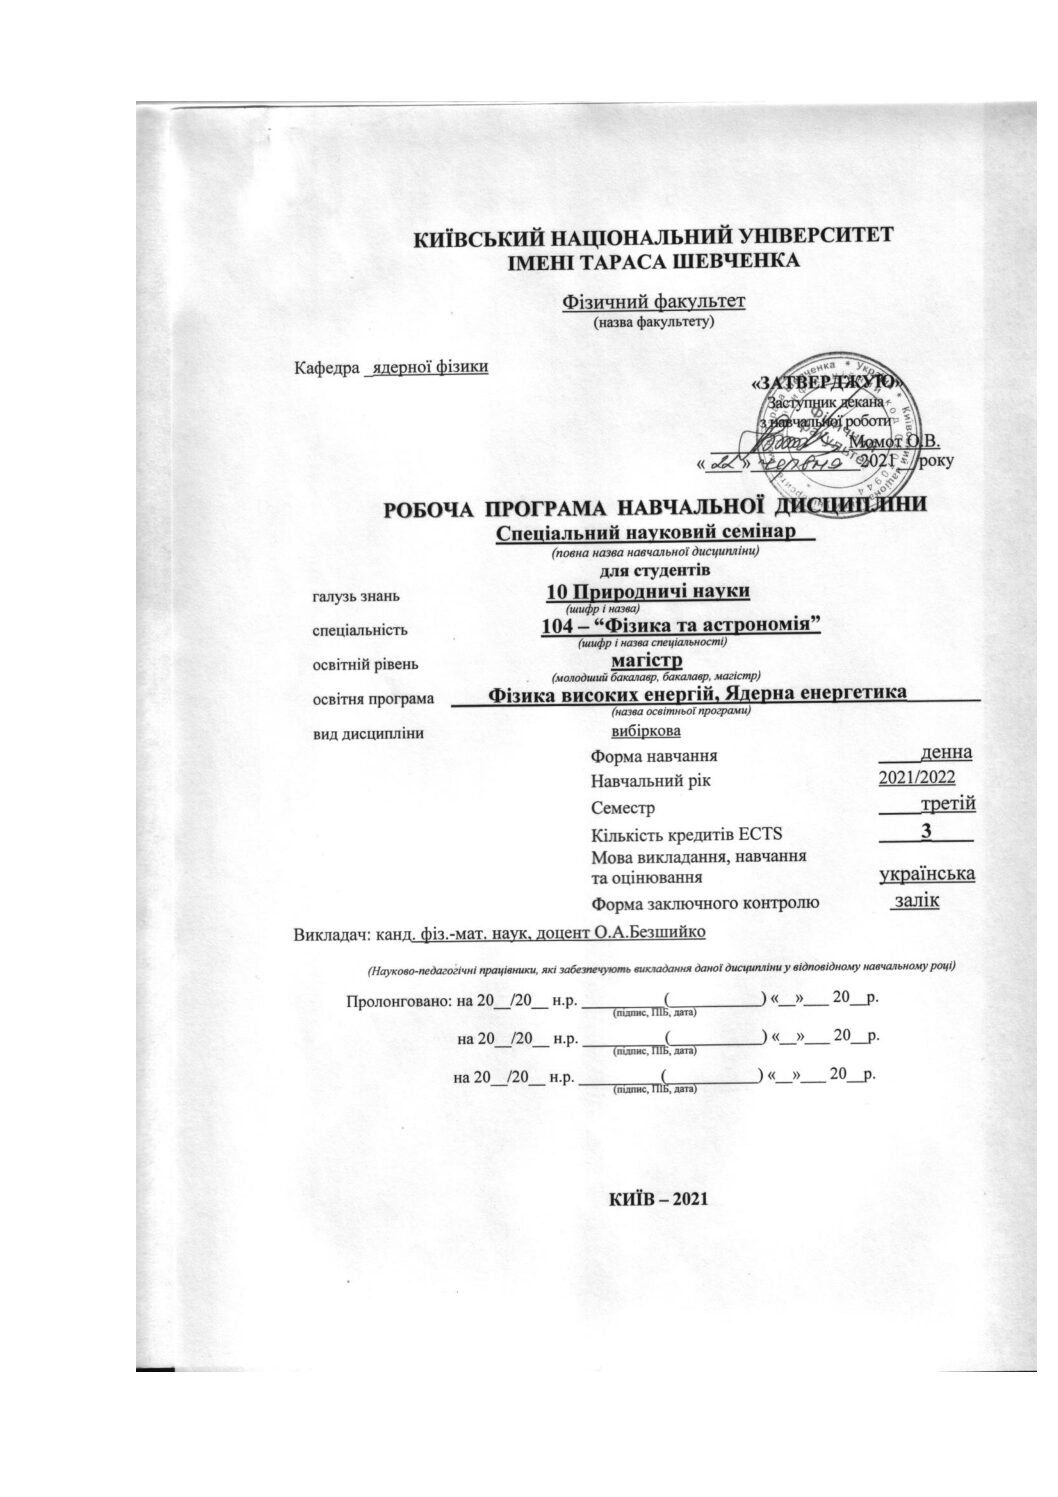 КИЇВСЬКИЙ НАЦІОНАЛЬНИЙ УНІВЕРСИТЕТ
ІМЕНІ ТАРАСА ШЕВЧЕНКА
Фізичний факультет
(назва факультету)
Кафедра _ядерної фізики
«ЗАТВЕРДЖУЮ»
Заступник декана
з навчальної роботи
Момот О.В.
«22» червня 2021 року
РОБОЧА ПРОГРАМА НАВЧАЛЬНОЇ ДИСЦИПЛІНИ
Спеціальний науковий семінар
(повна назва навчальної дисципліни)
для студентів
галузь знань 10 Природничі науки
(шифр і назва)
спеціальність 104 – “Фізика та астрономія”
(шифр і назва спеціальності)
освітній рівень магістр
(молодший бакалавр, бакалавр, магістр)
освітня програма Фізика високих енергій, Ядерна енергетика
(назва освітньої програми)
вид дисципліни вибіркова
Форма навчання денна
Навчальний рік 2021/2022
Семестр третій
Кількість кредитів ECTS 3
Мова викладання, навчання
та оцінювання українська
Форма заключного контролю залік
Викладач: канд. фіз.-мат. наук, доцент О.А.Безшийко
(Науково-педагогічні працівники, які забезпечують викладання даної дисципліни у відповідному навчальному році)
Пролонговано: на 20__/20__ н.р. _________(__________) «__»___ 20__р.
(підпис, ПІБ, дата)
на 20__/20__ н.р. _________(__________) «__»___ 20__р.
(підпис, ПІБ, дата)
на 20__/20__ н.р. _________(__________) «__»___ 20__р.
(підпис, ПІБ, дата)
КИЇВ – 2021